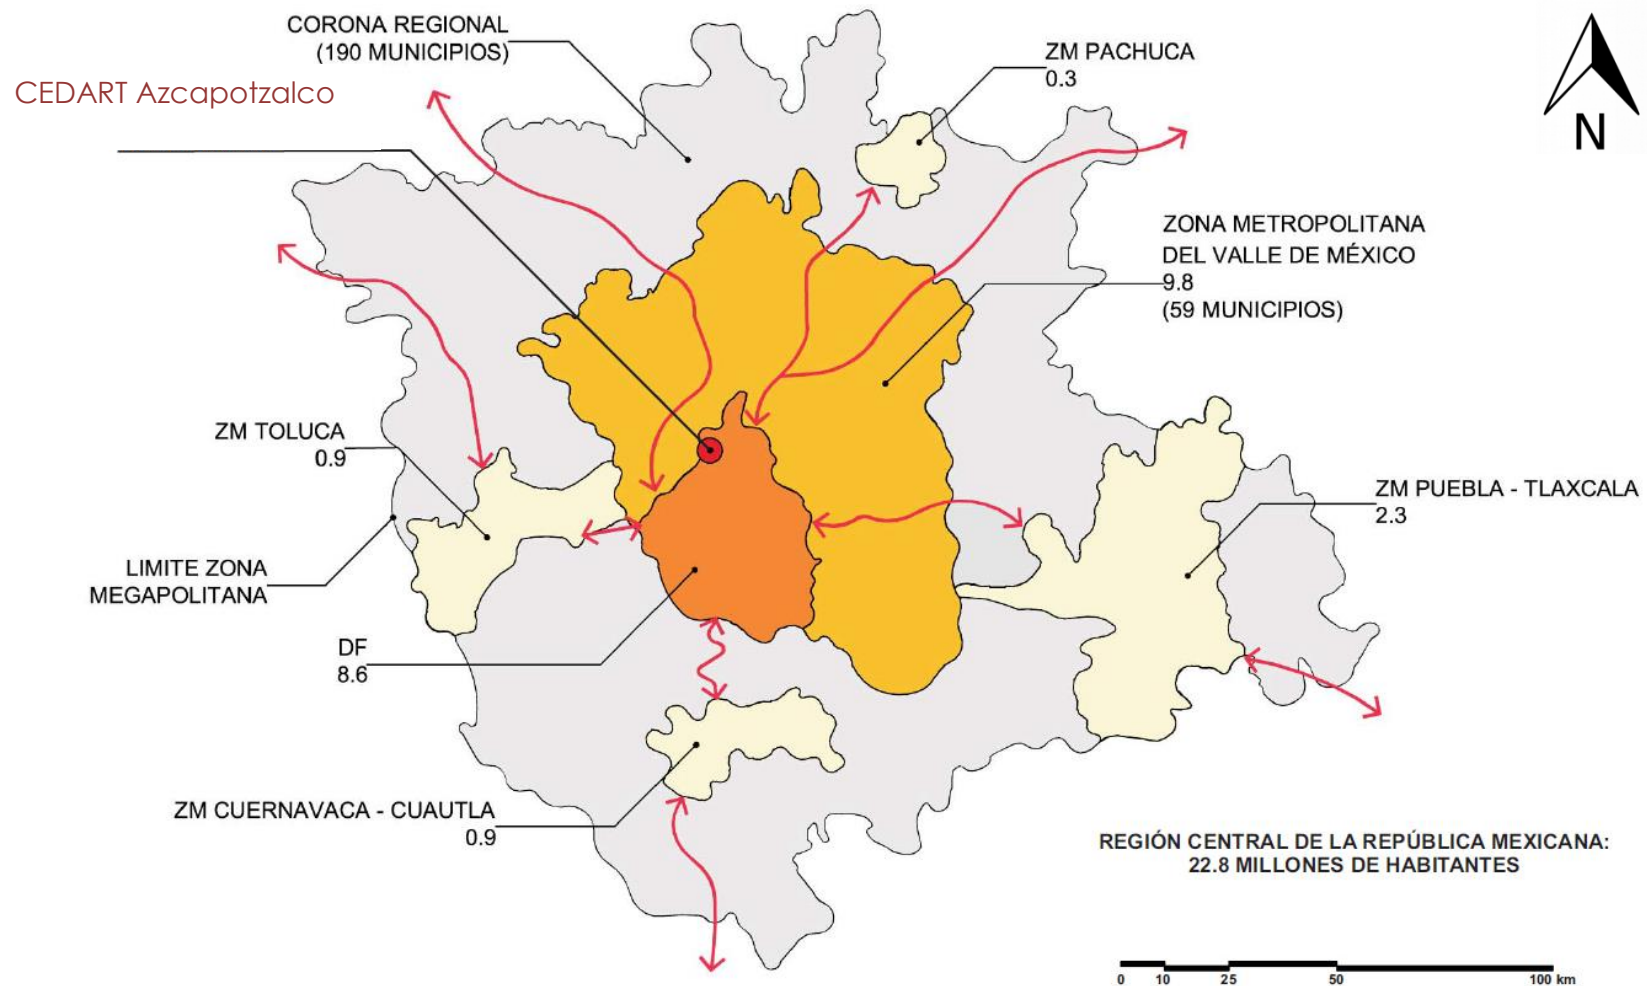 CORONA REGIONAL
(190 MUNICIPIOS)
CEDART Azcapotzalco
ZM PACHUCA
0.3
N
ZONA METROPOLITANA
DEL VALLE DE MÉXICO
9.8
(59 MUNICIPIOS)
ZM TOLUCA
0.9
ZM PUEBLA - TLAXCALA
2.3
LIMITE ZONA
MEGAPOLITANA
DF
8.6
ZM CUERNAVACA - CUAUTLA
0.9
REGIÓN CENTRAL DE LA REPÚBLICA MEXICANA:
22.8 MILLONES DE HABITANTES
0 10 25 50 100 km